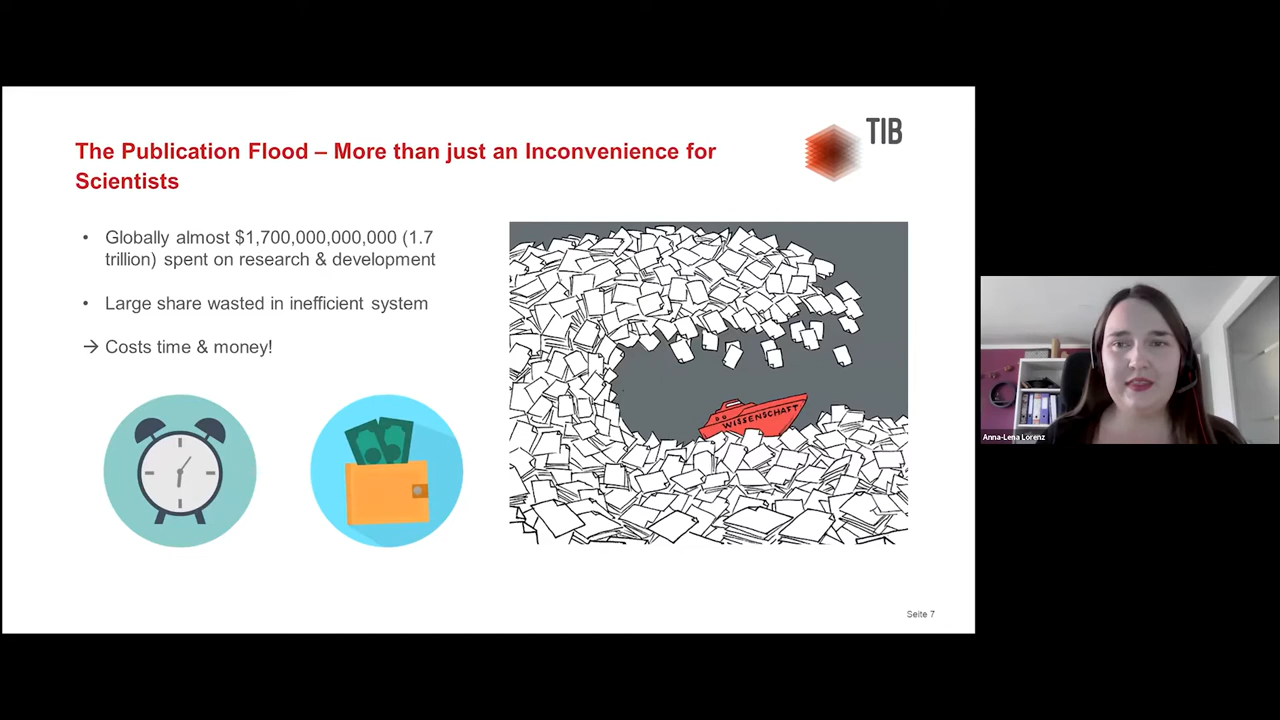 TIB
The Publication Flood – More than just an Inconvenience for
Scientists
• Globally almost $1,700,000,000,000 (1.7
trillion) spent on research & development
• Large share wasted in inefficient system
→ Costs time & money!
WISSENSCHAFT
Seite 7
Anna-Lena Lorenz